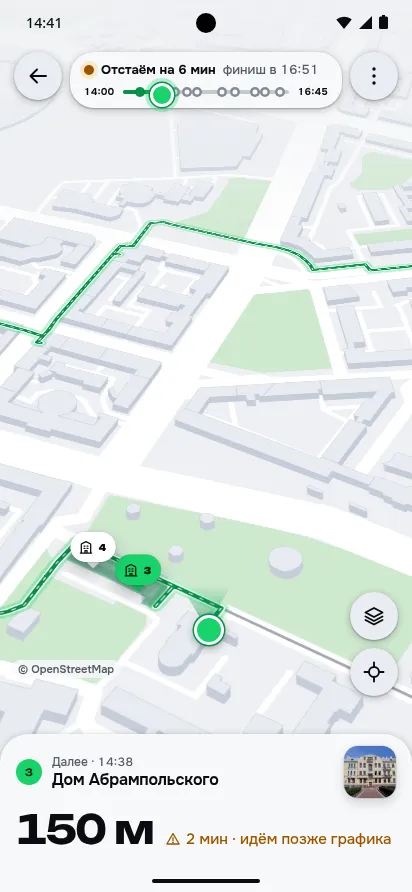 14:41
Отстаём на 6 мин финиш в 16:51
14:00 16:45
4
3
© OpenStreetMap
3
Далее · 14:38
Дом Абрампольского
150 м
2 мин · идём позже графика